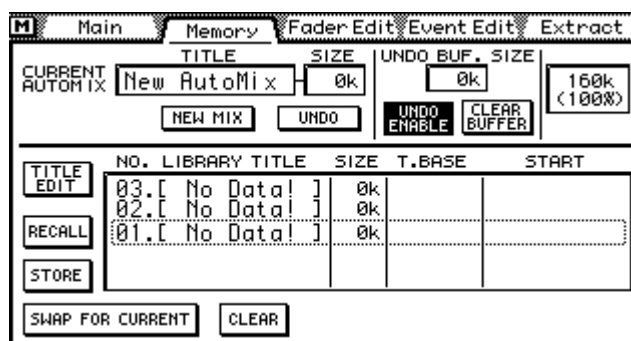 M Main Memory Fader Edit Event Edit Extract
TITLE SIZE UNDO BUF. SIZE
CURRENT AUTOMIX New AutoMix 0k 0k 160k (100%)
NEW MIX UNDO UNDO ENABLE CLEAR BUFFER
TITLE EDIT NO. LIBRARY TITLE SIZE T.BASE START
03.[ No Data! ] 0k
02.[ No Data! ] 0k
RECALL 01.[ No Data! ] 0k
STORE
SWAP FOR CURRENT CLEAR